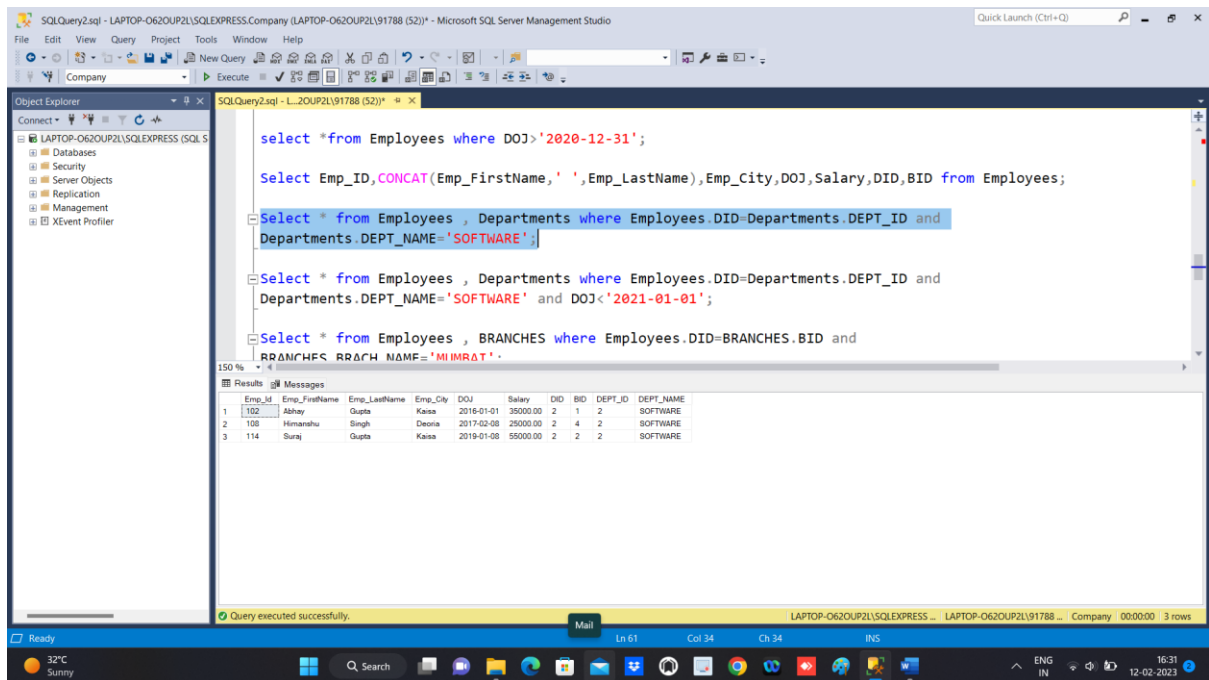 SQLQuery2.sql - LAPTOP-O62OUP2L\SQLEXPRESS.Company (LAPTOP-O62OUP2L\91788 (52))* - Microsoft SQL Server Management Studio
Quick Launch (Ctrl+Q)
File Edit View Query Project Tools Window Help
New Query
Company
Execute
Object Explorer
SQLQuery2.sql - L...2OUP2L\91788 (52))*
Connect
LAPTOP-O62OUP2L\SQLEXPRESS (SQL S
Databases
Security
Server Objects
Replication
Management
XEvent Profiler
select *from Employees where DOJ>'2020-12-31';
Select Emp_ID,CONCAT(Emp_FirstName,' ',Emp_LastName),Emp_City,DOJ,Salary,DID,BID from Employees;
Select * from Employees , Departments where Employees.DID=Departments.DEPT_ID and
Departments.DEPT_NAME='SOFTWARE';
Select * from Employees , Departments where Employees.DID=Departments.DEPT_ID and
Departments.DEPT_NAME='SOFTWARE' and DOJ<'2021-01-01';
Select * from Employees , BRANCHES where Employees.DID=BRANCHES.BID and
BRANCHES.BRACH_NAME='MUMBAI';
150 %
Results Messages
Emp_Id Emp_FirstName Emp_LastName Emp_City DOJ Salary DID BID DEPT_ID DEPT_NAME
1 102 Abhay Gupta Kaisa 2016-01-01 35000.00 2 1 2 SOFTWARE
2 108 Himanshu Singh Deoria 2017-02-08 25000.00 2 4 2 SOFTWARE
3 114 Suraj Gupta Kaisa 2019-01-08 55000.00 2 2 2 SOFTWARE
Query executed successfully.
LAPTOP-O62OUP2L\SQLEXPRESS ... LAPTOP-O62OUP2L\91788 ... Company 00:00:00 3 rows
Mail
Ready
Ln 61 Col 34 Ch 34 INS
32°C
Sunny
Search
ENG
IN
16:31
12-02-2023
2